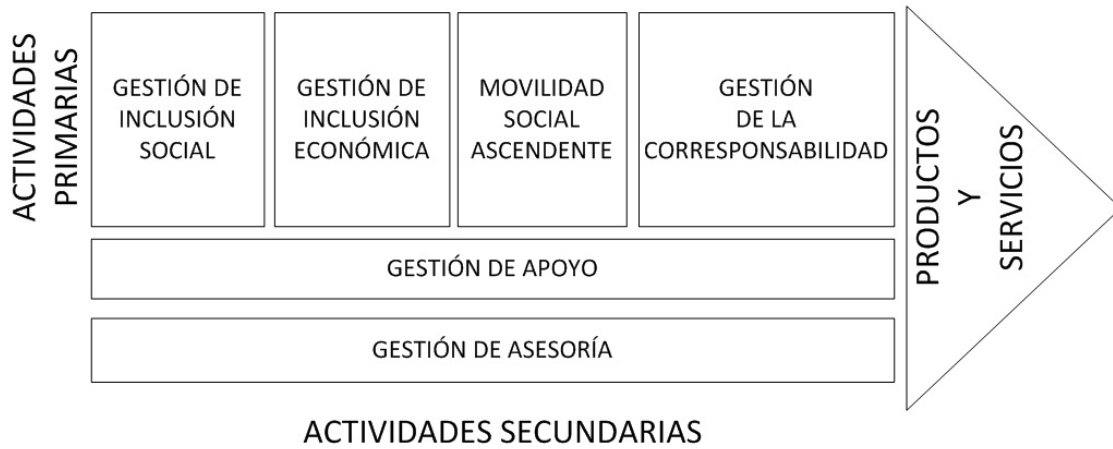 ACTIVIDADES
PRIMARIAS
GESTIÓN DE
INCLUSIÓN
SOCIAL
GESTIÓN DE
INCLUSIÓN
ECONÓMICA
MOVILIDAD
SOCIAL
ASCENDENTE
GESTIÓN
DE LA
CORRESPONSABILIDAD
PRODUCTOS
Y
SERVICIOS
GESTIÓN DE APOYO
GESTIÓN DE ASESORÍA
ACTIVIDADES SECUNDARIAS